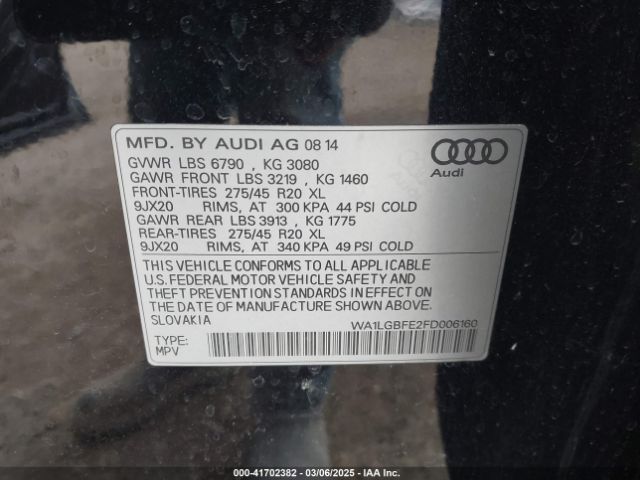 MFD. BY AUDI AG 08 14
GVWR LBS 6790 , KG 3080
GAWR FRONT LBS 3219 , KG 1460
FRONT-TIRES 275/45 R20 XL
9JX20 RIMS, AT 300 KPA 44 PSI COLD
GAWR REAR LBS 3913 , KG 1775
REAR-TIRES 275/45 R20 XL
9JX20 RIMS, AT 340 KPA 49 PSI COLD
Audi
THIS VEHICLE CONFORMS TO ALL APPLICABLE
U.S. FEDERAL MOTOR VEHICLE SAFETY AND
THEFT PREVENTION STANDARDS IN EFFECT ON
THE DATE OF MANUFACTURE SHOWN ABOVE.
SLOVAKIA
WA1LGBFE2FD006160
TYPE:
MPV
000-41702382 | 03/06/2025 | IAA Inc.